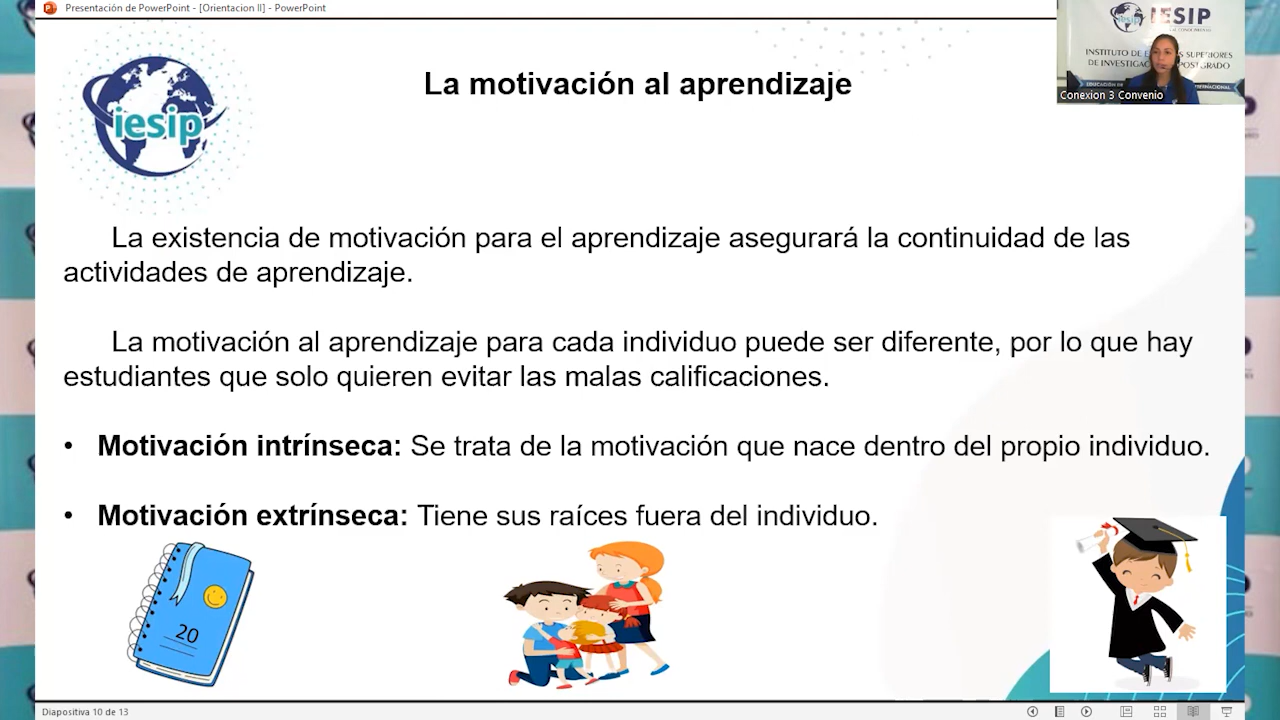 Presentación de PowerPoint - [Orientacion II] - PowerPoint
IESIP
INSTITUTO DE ESTUDIOS SUPERIORES
DE INVESTIGACIÓN Y POSTGRADO
Conexion 3 Convenio
iesip
La motivación al aprendizaje
La existencia de motivación para el aprendizaje asegurará la continuidad de las
actividades de aprendizaje.
La motivación al aprendizaje para cada individuo puede ser diferente, por lo que hay
estudiantes que solo quieren evitar las malas calificaciones.
• Motivación intrínseca: Se trata de la motivación que nace dentro del propio individuo.
• Motivación extrínseca: Tiene sus raíces fuera del individuo.
20
Diapositiva 10 de 13